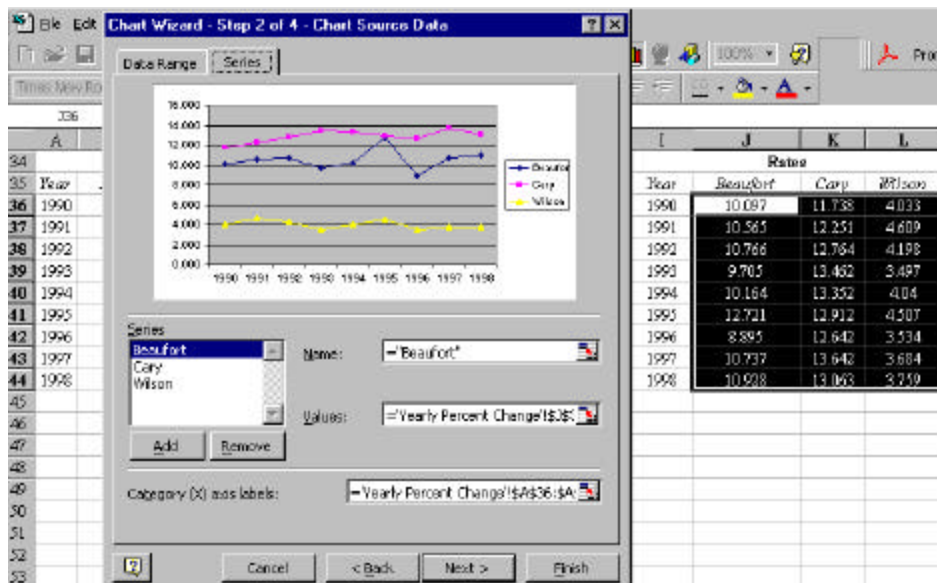 File Edit Chart Wizard - Step 2 of 4 - Chart Source Data
100%
Times New Ro
Data Range Series
J36
A I J K L
16.000
14.000
12.000
10.000
8.000
6.000
4.000
2.000
0.000
1990 1991 1992 1993 1994 1995 1996 1997 1998
Beaufort
Cary
Wilson
34 Rates
35 Year Year Beaufort Cary Wilson
36 1990 1990 10.097 11.738 4.033
37 1991 1991 10.565 12.251 4.609
38 1992 1992 10.766 12.764 4.198
39 1993 1993 9.705 13.462 3.497
40 1994 1994 10.164 13.352 4.04
41 1995 1995 12.721 12.912 4.507
42 1996 1996 8.895 12.642 3.534
43 1997 1997 10.737 13.642 3.684
44 1998 1998 10.928 13.063 3.759
45
46
47
48
49
50
51
52
53
Series
Beaufort
Cary
Wilson
Name: ="Beaufort"
Values: ='Yearly Percent Change'!$J$3
Add Remove
Category (X) axis labels: ='Yearly Percent Change'!$A$36:$A
Cancel < Back Next > Finish